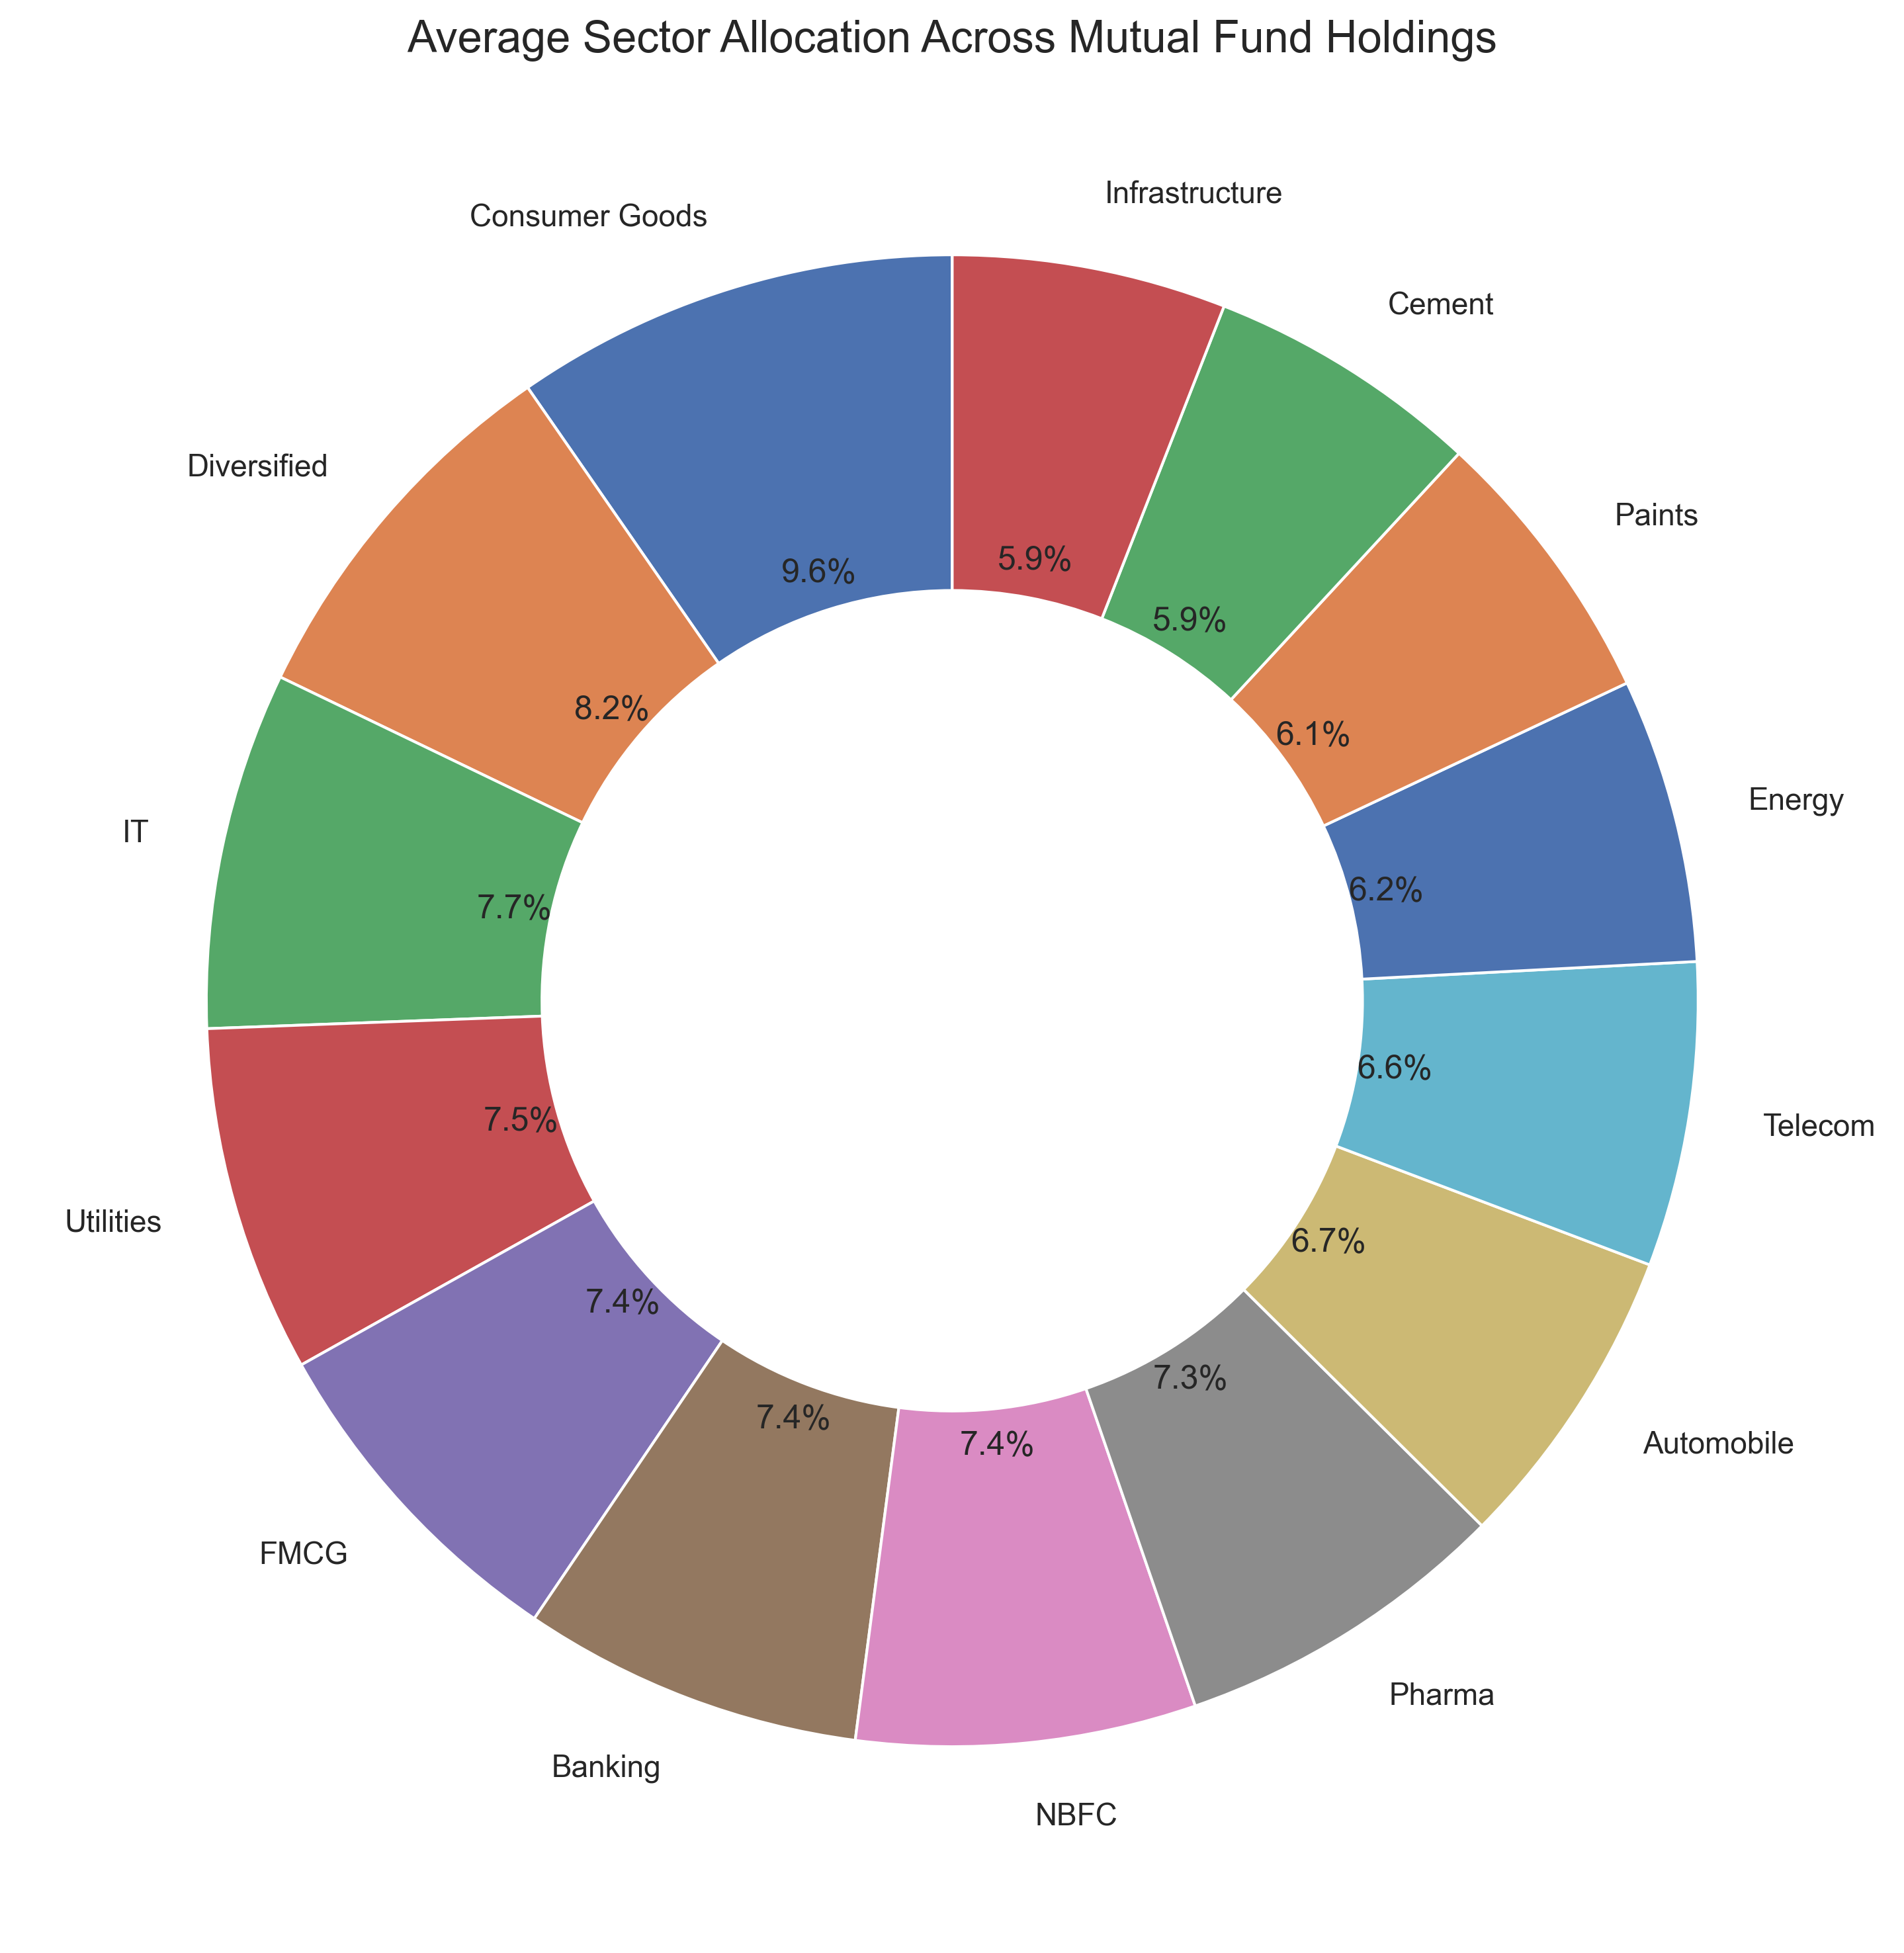 Average Sector Allocation Across Mutual Fund Holdings
Infrastructure
Consumer Goods
Cement
Diversified
Paints
5.9%
9.6%
5.9%
8.2%
6.1%
Energy
IT
6.2%
7.7%
6.6%
7.5%
Telecom
Utilities
6.7%
7.4%
7.3%
7.4%
7.4%
Automobile
FMCG
Pharma
Banking
NBFC